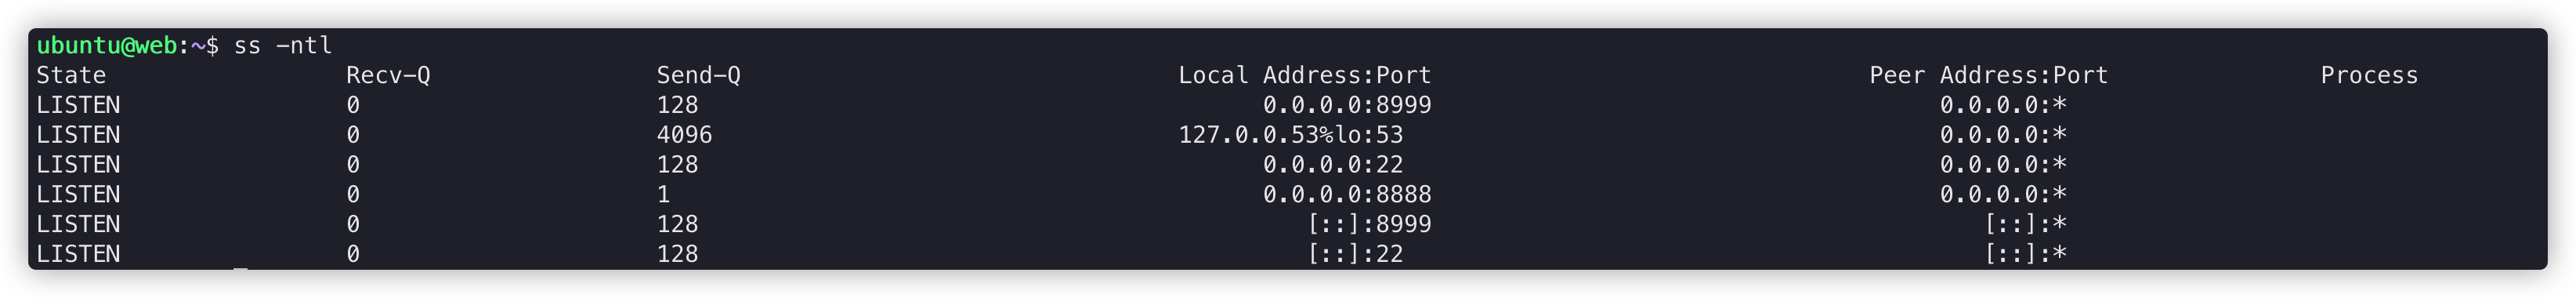 ubuntu@web:~$ ss -ntl
State Recv-Q Send-Q Local Address:Port Peer Address:Port Process
LISTEN 0 128 0.0.0.0:8999 0.0.0.0:*
LISTEN 0 4096 127.0.0.53%lo:53 0.0.0.0:*
LISTEN 0 128 0.0.0.0:22 0.0.0.0:*
LISTEN 0 1 0.0.0.0:8888 0.0.0.0:*
LISTEN 0 128 [::]:8999 [::]:*
LISTEN 0 128 [::]:22 [::]:*